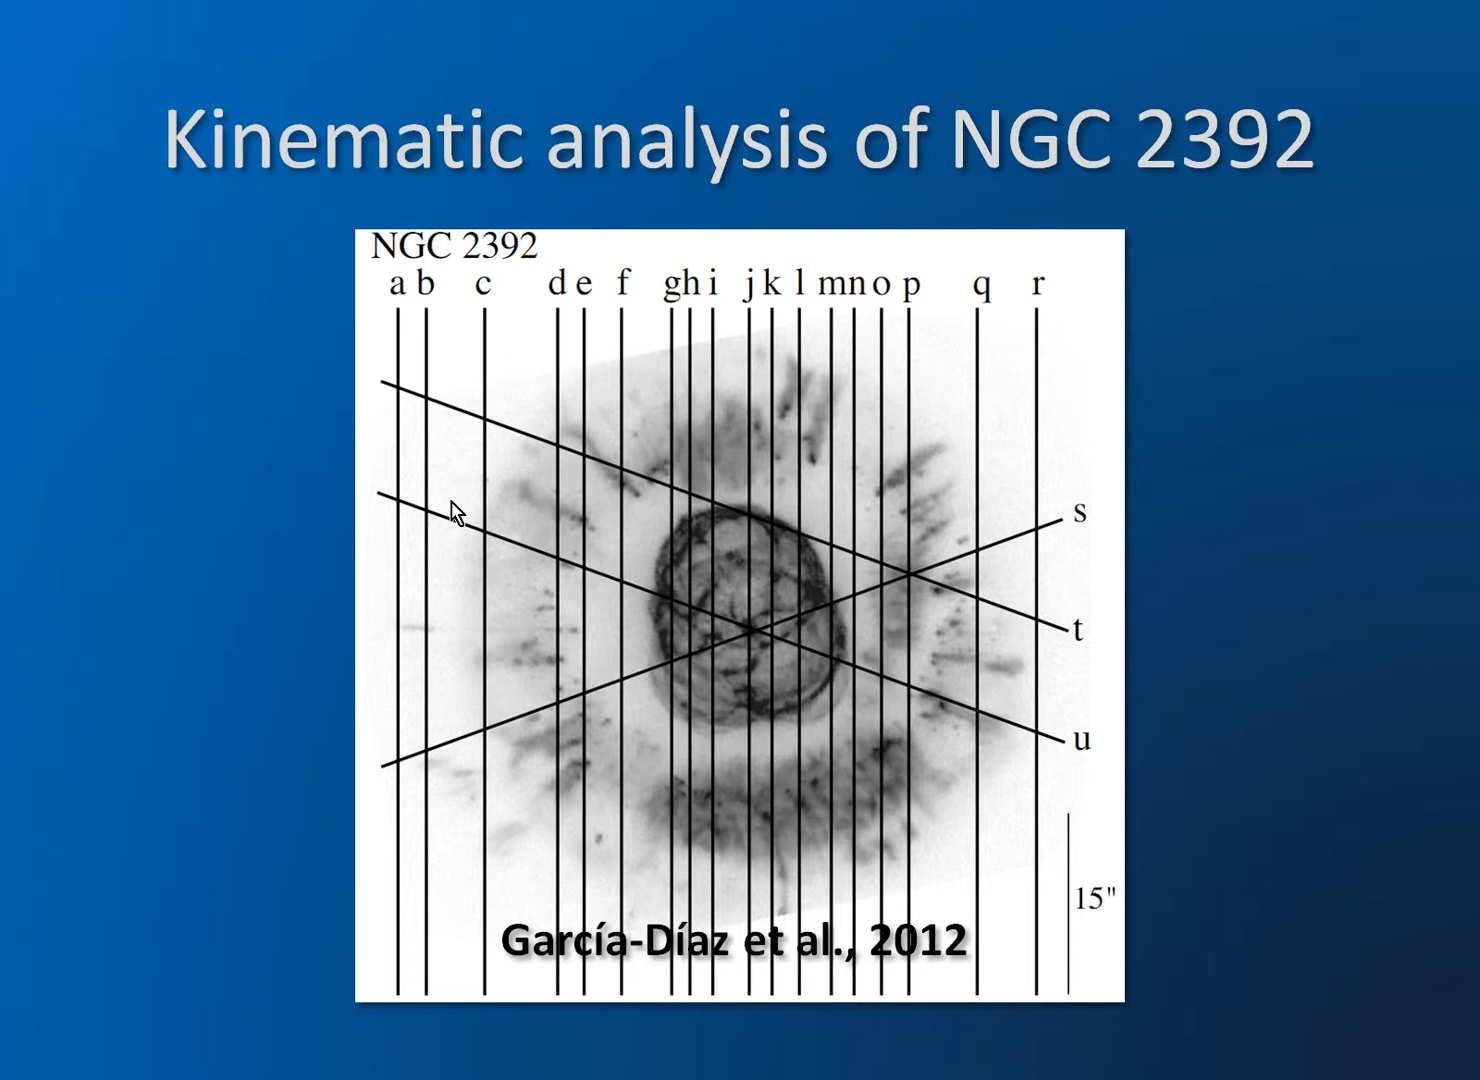 Kinematic analysis of NGC 2392
NGC 2392
a b c d e f g h i j k l m n o p q r
s
t
u
15"
García-Díaz et al., 2012